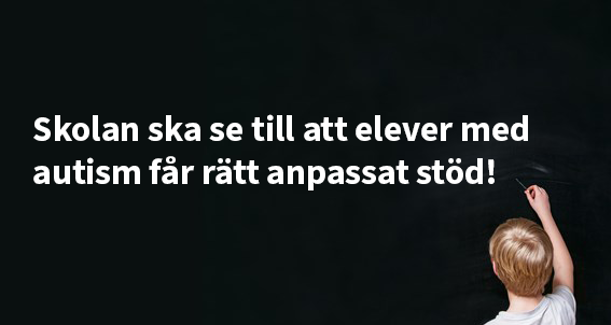 Skolan ska se till att elever med
autism får rätt anpassat stöd!